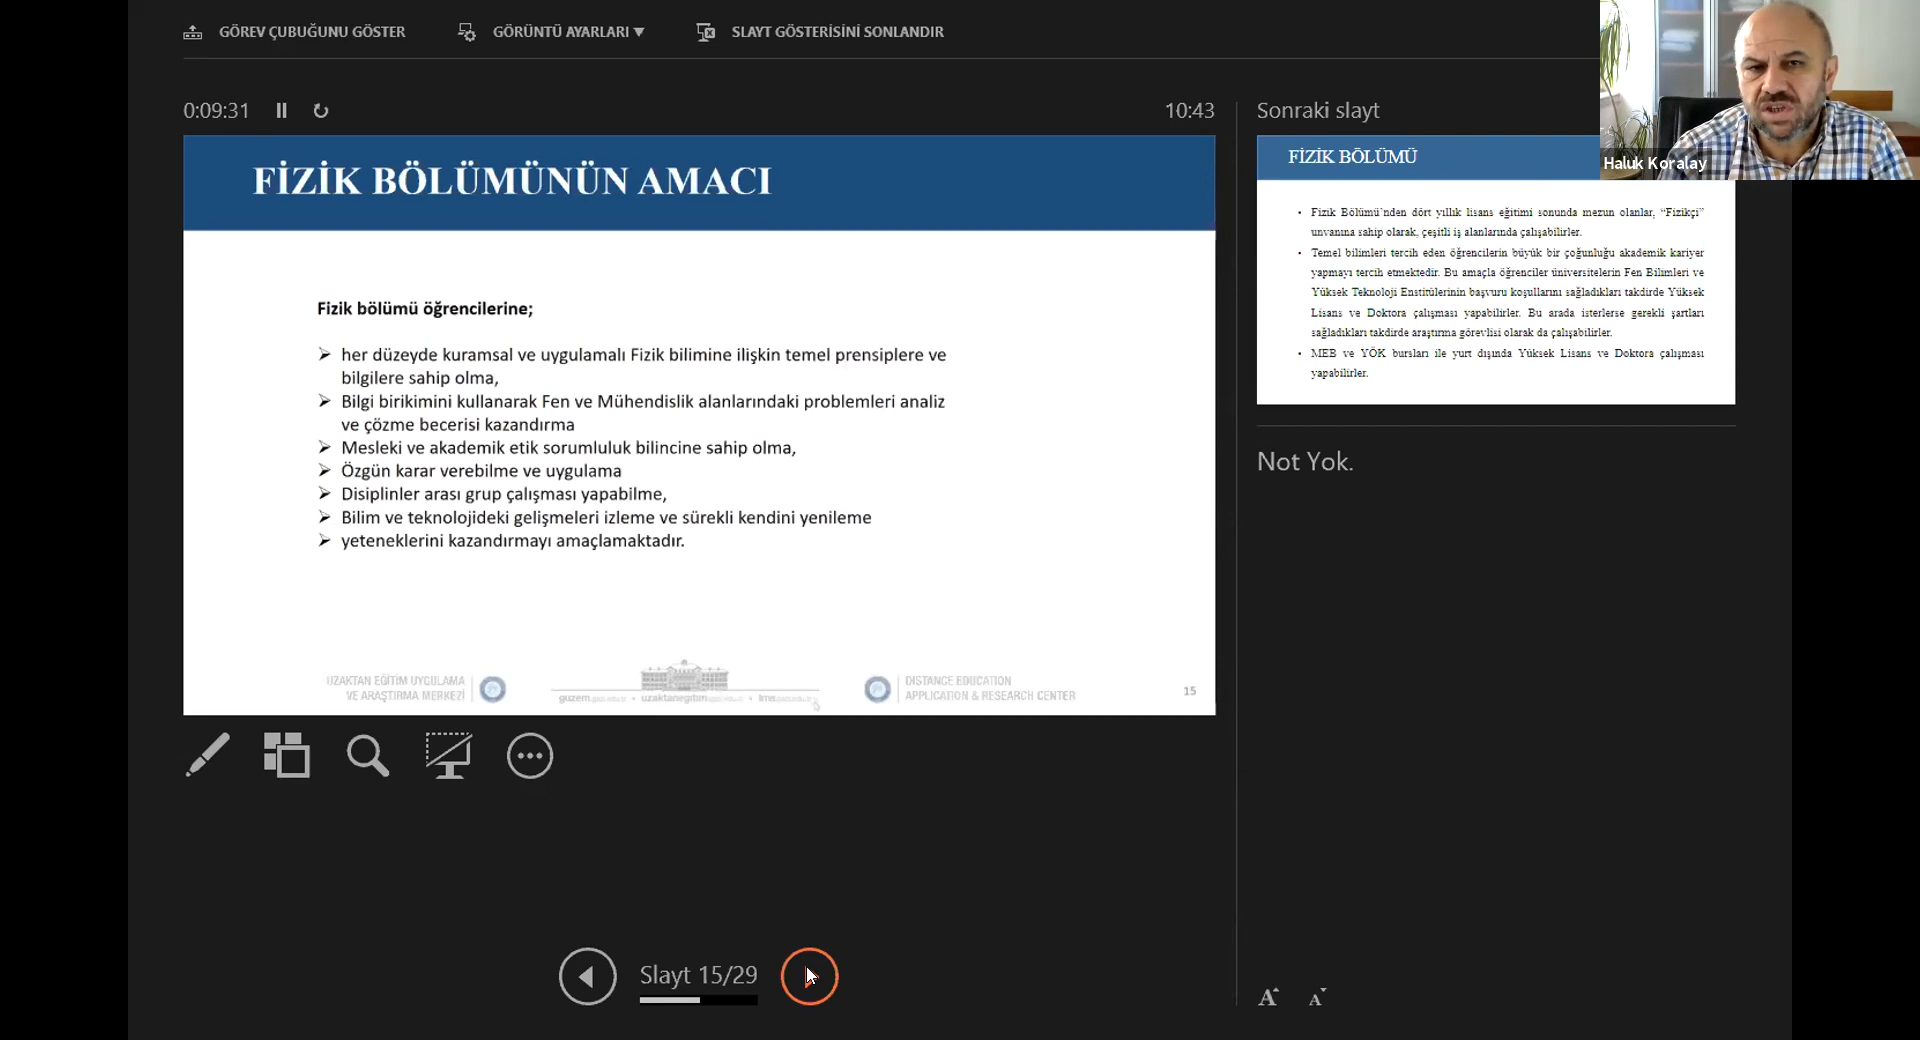 GÖREV ÇUBUĞUNU GÖSTER
GÖRÜNTÜ AYARLARI
SLAYT GÖSTERİSİNİ SONLANDIR
0:09:31
10:43
FİZİK BÖLÜMÜNÜN AMACI
Fizik bölümü öğrencilerine;
her düzeyde kuramsal ve uygulamalı Fizik bilimine ilişkin temel prensiplere ve
bilgilere sahip olma,
Bilgi birikimini kullanarak Fen ve Mühendislik alanlarındaki problemleri analiz
ve çözme becerisi kazandırma
Mesleki ve akademik etik sorumluluk bilincine sahip olma,
Özgün karar verebilme ve uygulama
Disiplinler arası grup çalışması yapabilme,
Bilim ve teknolojideki gelişmeleri izleme ve sürekli kendini yenileme
yeteneklerini kazandırmayı amaçlamaktadır.
UZAKTAN EĞİTİM UYGULAMA
VE ARAŞTIRMA MERKEZİ
DISTANCE EDUCATION
APPLICATION & RESEARCH CENTER
15
Slayt 15/29
Sonraki slayt
Haluk Koralay
FİZİK BÖLÜMÜ
• Fizik Bölümü'nden dört yıllık lisans eğitimi sonunda mezun olanlar, “Fizikçi”
unvanına sahip olarak, çeşitli iş alanlarında çalışabilirler.
• Temel bilimleri tercih eden öğrencilerin büyük bir çoğunluğu akademik kariyer
yapmayı tercih etmektedir. Bu amaçla öğrenciler üniversitelerin Fen Bilimleri ve
Yüksek Teknoloji Enstitülerinin başvuru koşullarını sağladıkları takdirde Yüksek
Lisans ve Doktora çalışması yapabilirler. Bu arada isterlerse gerekli şartları
sağladıkları takdirde araştırma görevlisi olarak da çalışabilirler.
• MEB ve YÖK bursları ile yurt dışında Yüksek Lisans ve Doktora çalışması
yapabilirler.
Not Yok.
A A